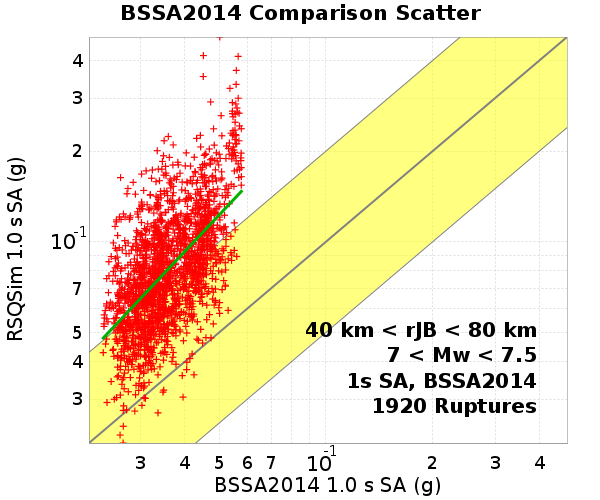 BSSA2014 Comparison Scatter
RSQSim 1.0 s SA (g)
4
3
2
10⁻¹
7
5
4
3
40 km < rJB < 80 km
7 < Mw < 7.5
1s SA, BSSA2014
1920 Ruptures
3 4 5 6 7 10⁻¹ 2 3 4
BSSA2014 1.0 s SA (g)